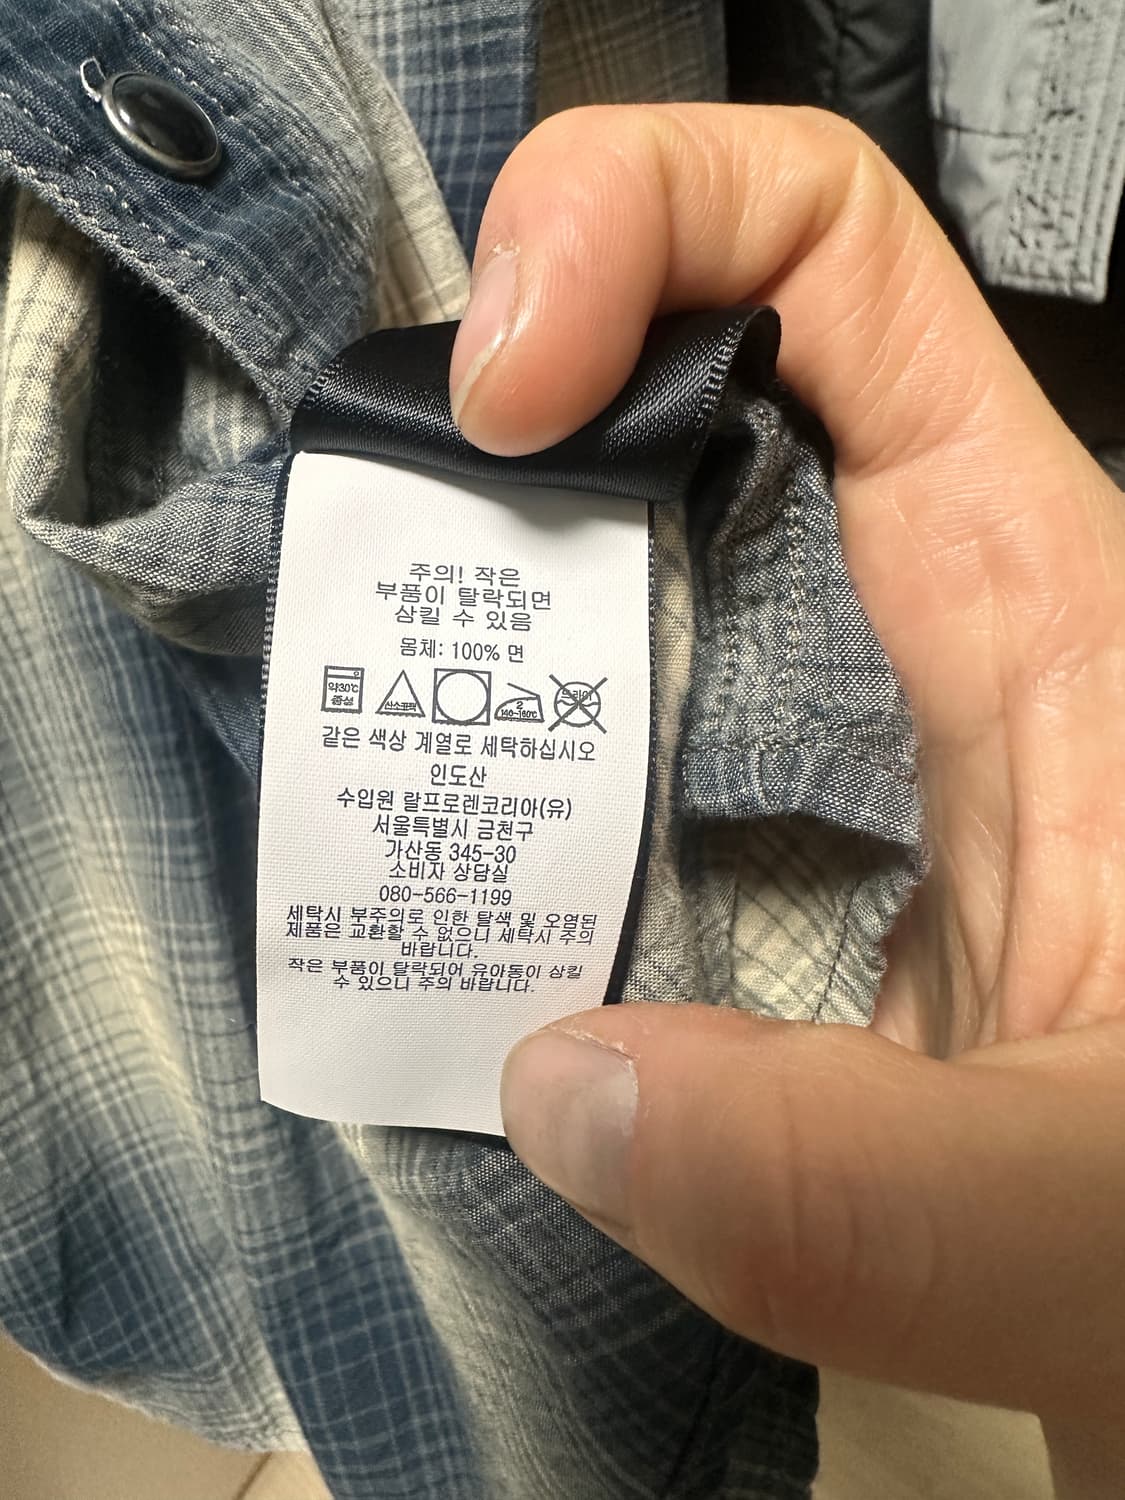 주의! 작은
부품이 탈락되면
삼킬 수 있음
몸체: 100% 면
약30℃
중성
산소표백
2
140-160℃
드라이
같은 색상 계열로 세탁하십시오
인도산
수입원 랄프로렌코리아(유)
서울특별시 금천구
가산동 345-30
소비자 상담실
080-566-1199
세탁시 부주의로 인한 탈색 및 오염된
제품은 교환할 수 없으니 세탁시 주의
바랍니다.
작은 부품이 탈락되어 유아동이 삼킬
수 있으니 주의 바랍니다.